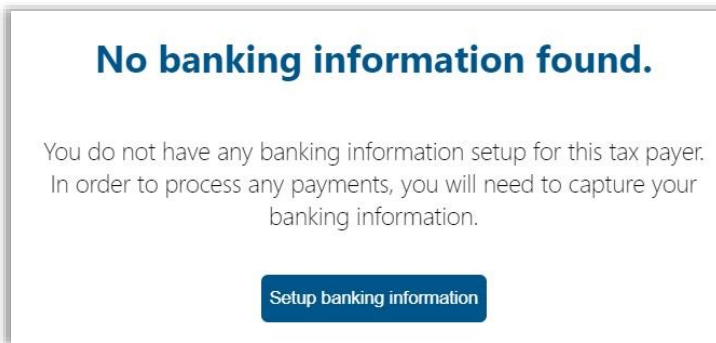 No banking information found.
You do not have any banking information setup for this tax payer.
In order to process any payments, you will need to capture your
banking information.
Setup banking information